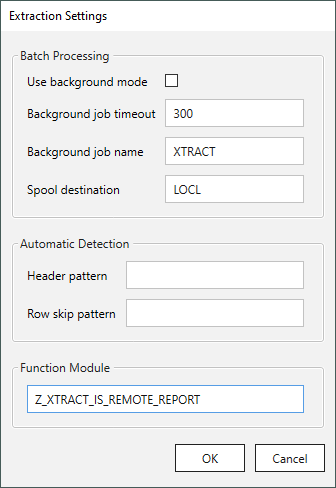 Extraction Settings
Batch Processing
Use background mode
Background job timeout 300
Background job name XTRACT
Spool destination LOCL
Automatic Detection
Header pattern
Row skip pattern
Function Module
Z_XTRACT_IS_REMOTE_REPORT
OK Cancel